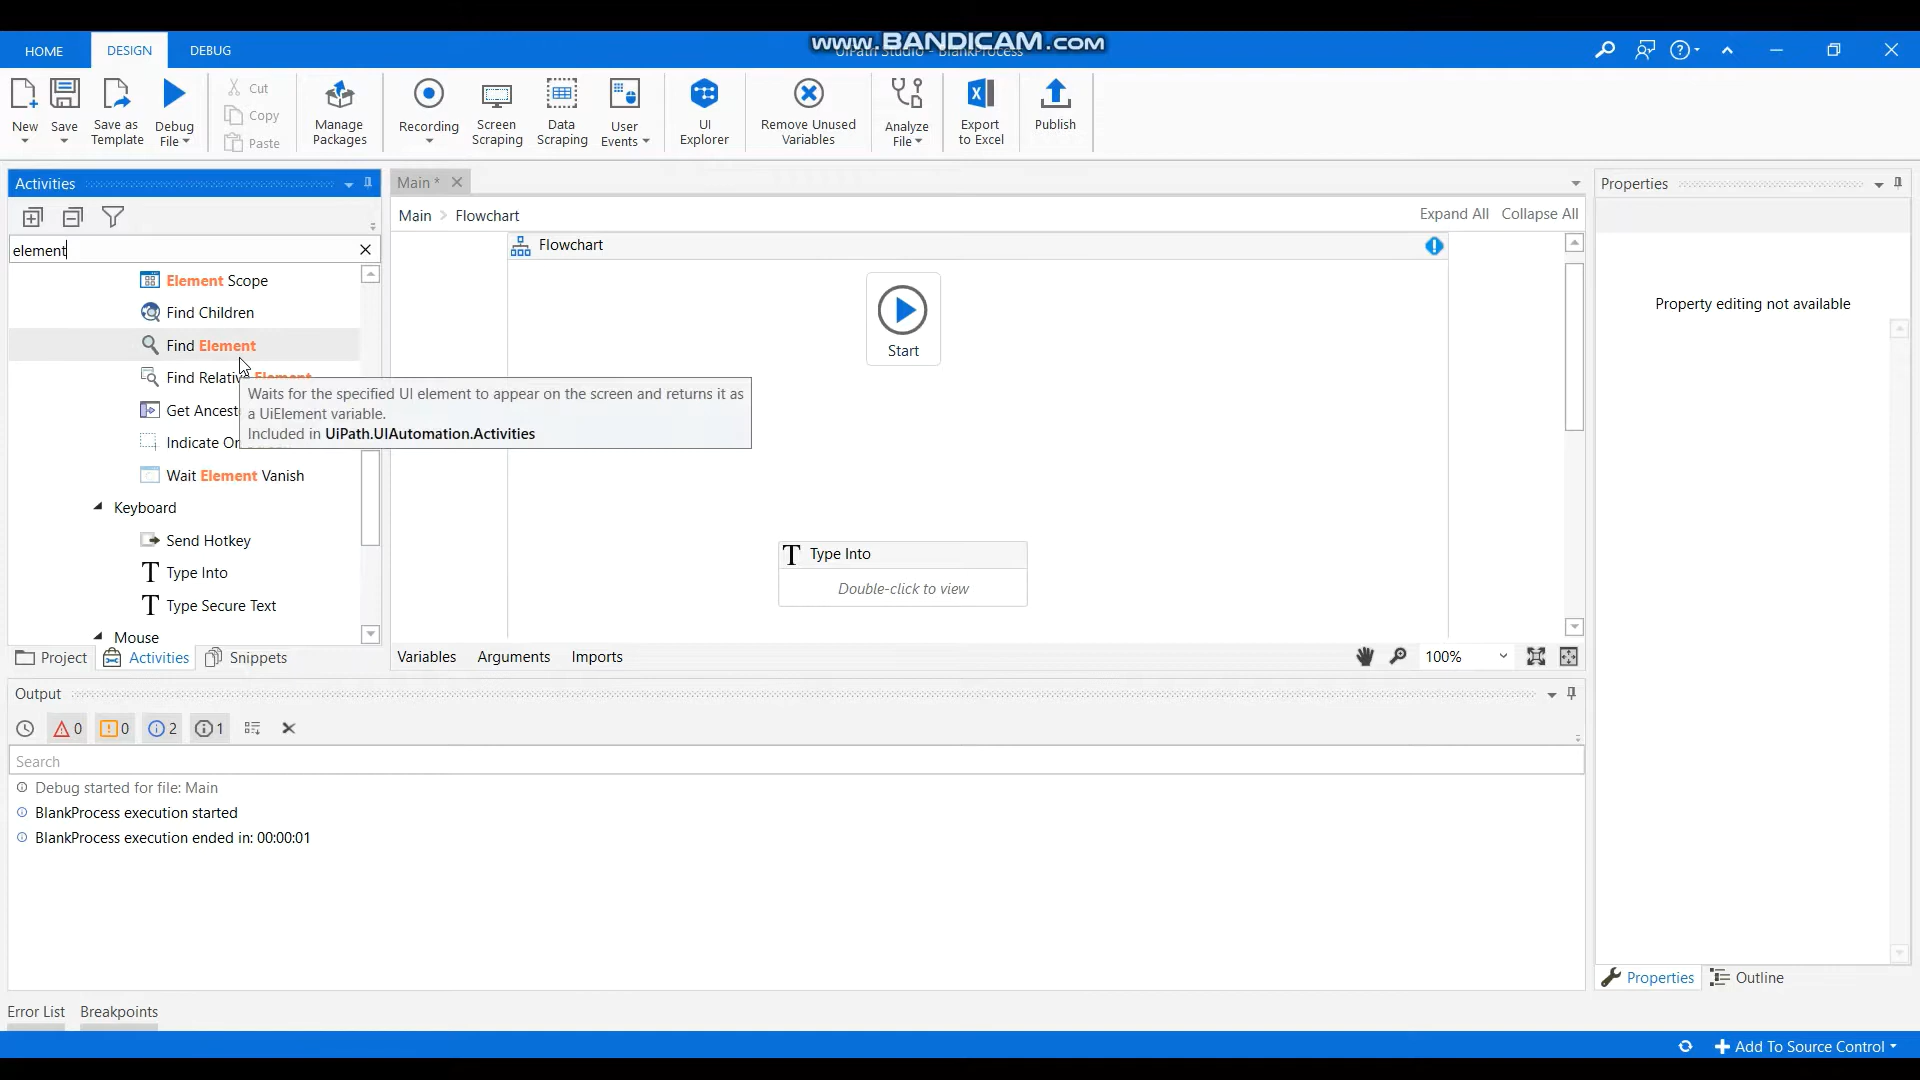 www.BANDICAM.com
HOME
DESIGN
DEBUG
UiPath Studio - BlankProcess
New
Save
Save as Template
Debug File
Cut
Copy
Paste
Manage Packages
Recording
Screen Scraping
Data Scraping
User Events
UI Explorer
Remove Unused Variables
Analyze File
Export to Excel
Publish
Activities
element
Element Scope
Find Children
Find Element
Find Relative Element
Get Ancest
Indicate On
Wait Element Vanish
Keyboard
Send Hotkey
T Type Into
T Type Secure Text
Mouse
Waits for the specified UI element to appear on the screen and returns it as
a UiElement variable.
Included in UiPath.UIAutomation.Activities
Project
Activities
Snippets
Main *
Main > Flowchart
Expand All
Collapse All
Flowchart
Start
T Type Into
Double-click to view
Variables
Arguments
Imports
100%
Properties
Property editing not available
Properties
Outline
Output
0
0
2
1
Search
Debug started for file: Main
BlankProcess execution started
BlankProcess execution ended in: 00:00:01
Error List
Breakpoints
Add To Source Control